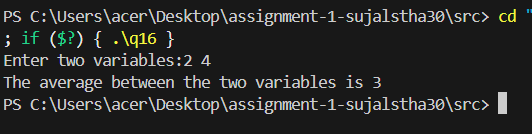 PS C:\Users\acer\Desktop\assignment-1-sujalstha30\src> cd "
; if ($?) { .\q16 }
Enter two variables:2 4
The average between the two variables is 3
PS C:\Users\acer\Desktop\assignment-1-sujalstha30\src>